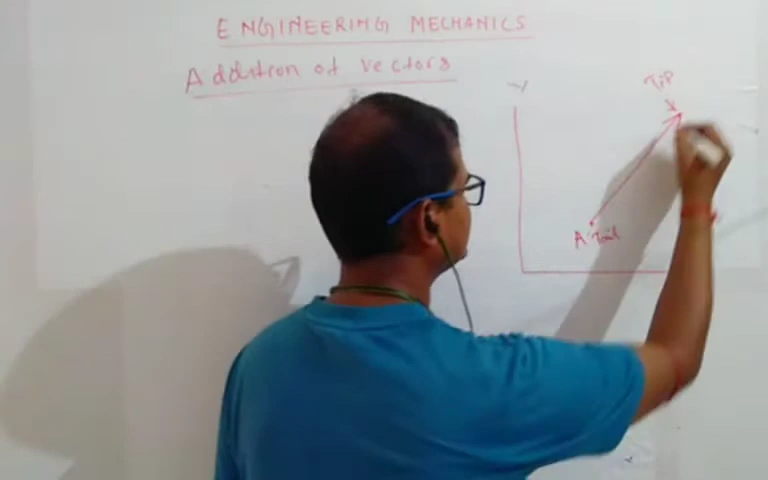 ENGINEERING MECHANICS
Addition of vectors
Y
Tip
A Tail